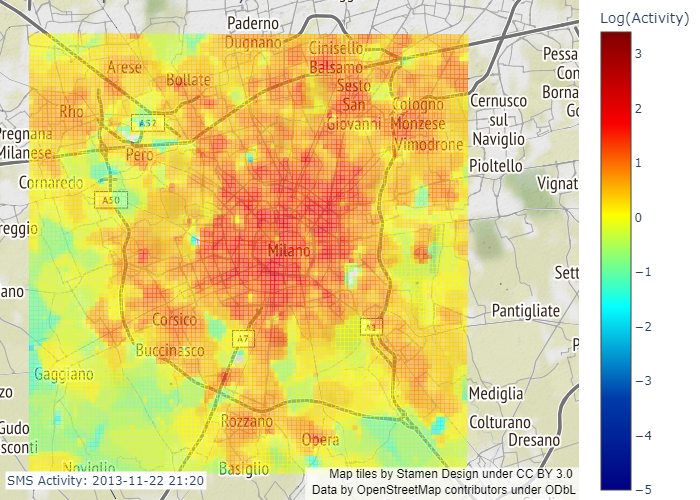 Paderno
Dugnano
Cinisello
Balsamo
Arese
Bollate
Sesto
San
Giovanni
Pessa
Con
Borna
Go
Rho
A52
Cologno
Monzese
Cernusco
sul
Naviglio
Pregnana
Milanese
Pero
Vimodrone
Pioltello
Cornaredo
A50
Vignat
reggio
Milano
Sett
ano
Corsico
A7
Pantigliate
Buccinasco
P
Gaggiano
zo
Mediglia
Gudo
sconti
Rozzano
Opera
Colturano
Dresano
Noviglio
Basiglio
SMS Activity: 2013-11-22 21:20
Map tiles by Stamen Design under CC BY 3.0
Data by OpenStreetMap contributors under ODbL
Log(Activity)
3
2
1
0
−1
−2
−3
−4
−5